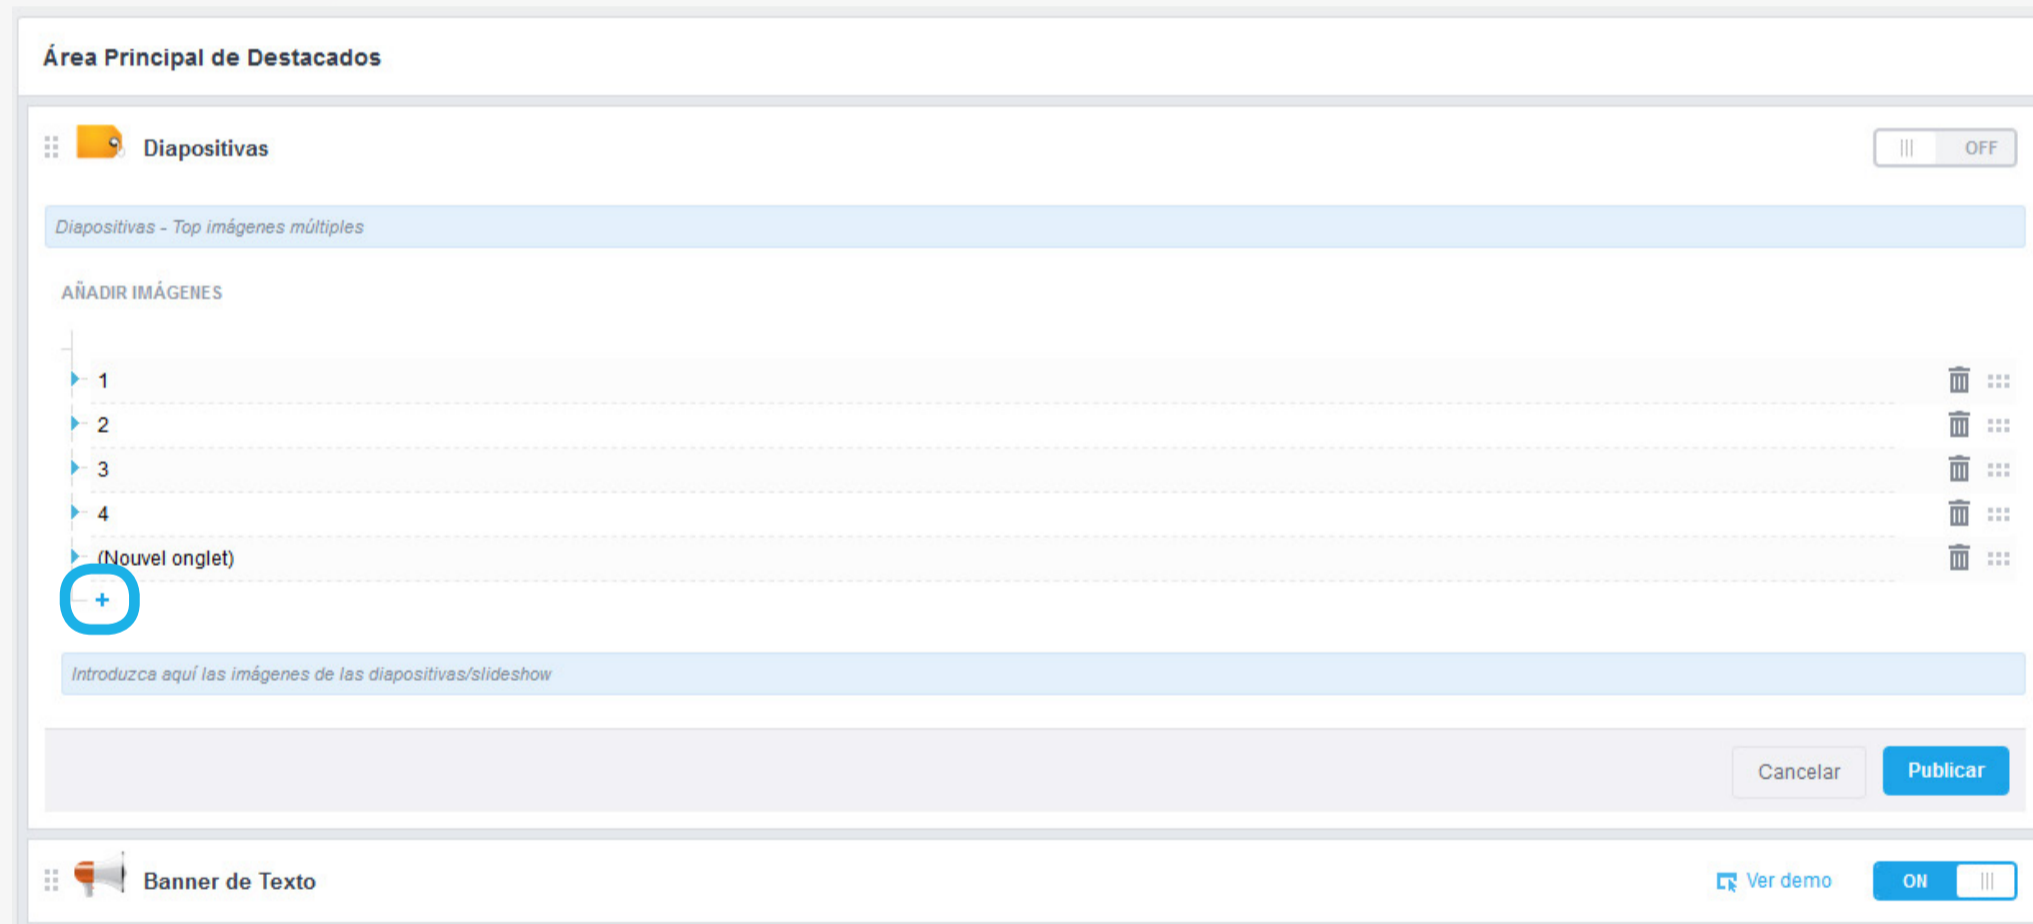 Área Principal de Destacados
Diapositivas
OFF
Diapositivas - Top imágenes múltiples
AÑADIR IMÁGENES
1
2
3
4
(Nouvel onglet)
+
Introduzca aquí las imágenes de las diapositivas/slideshow
Cancelar
Publicar
Banner de Texto
Ver demo
ON